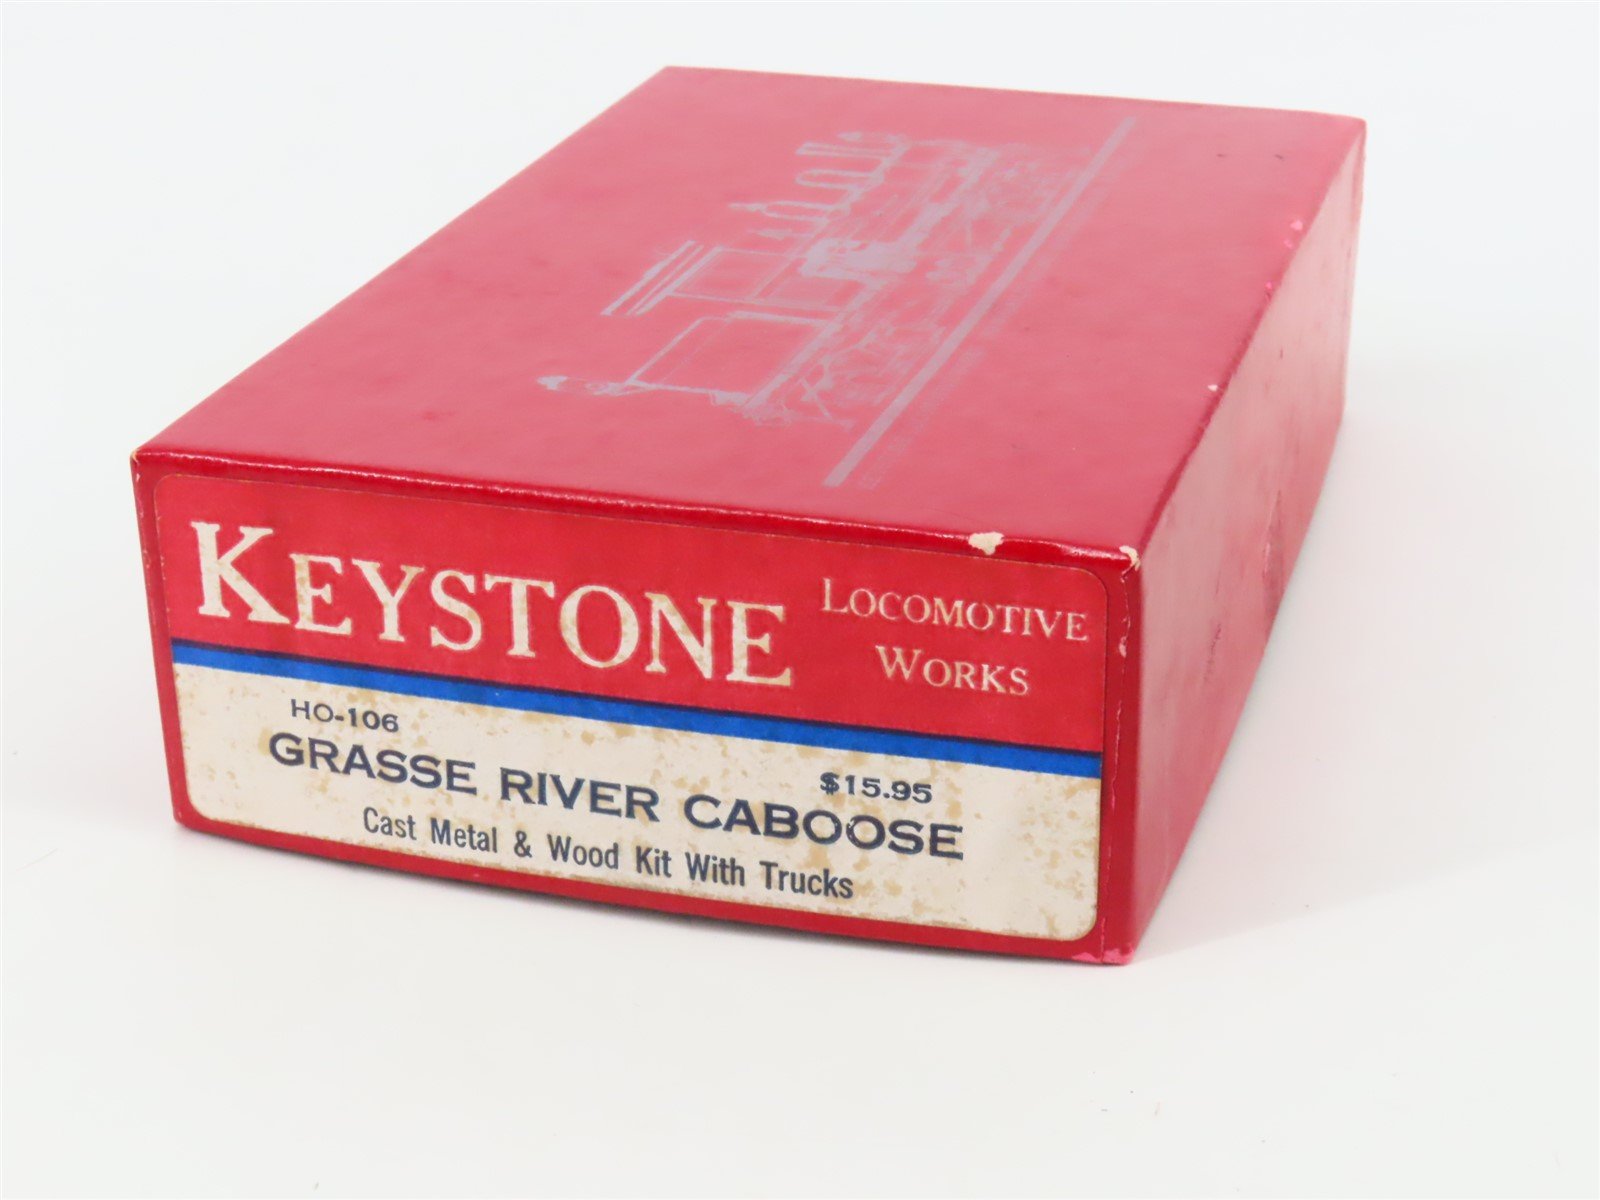 KEYSTONE LOCOMOTIVE WORKS
HO-106
$15.95
GRASSE RIVER CABOOSE
Cast Metal & Wood Kit With Trucks